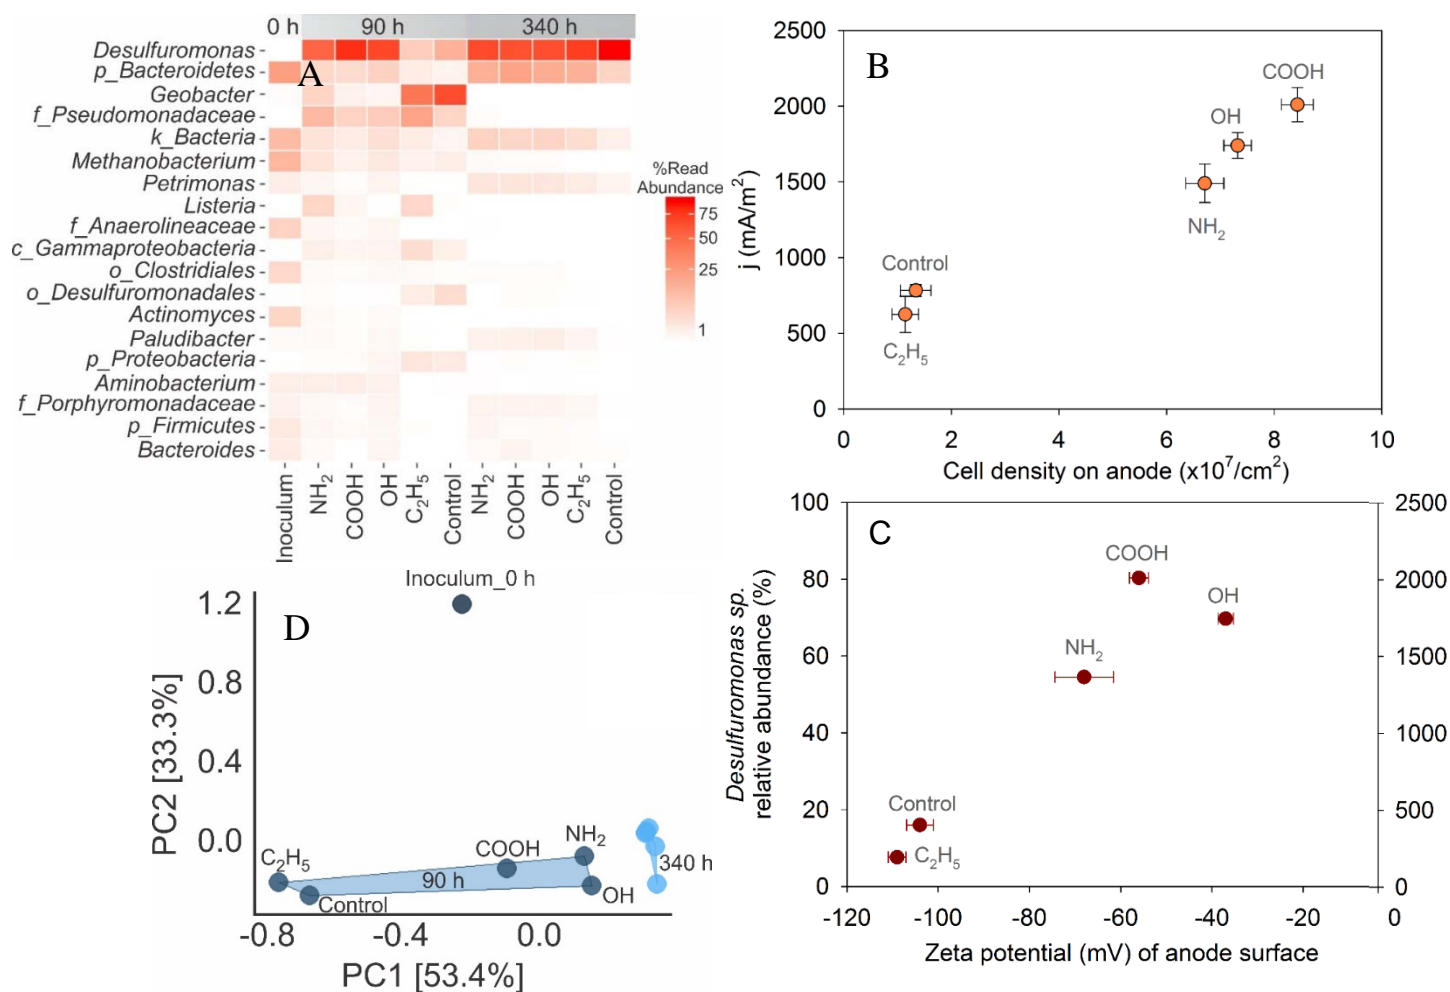 0 h 90 h 340 h
A
Desulfuromonas
p_Bacteroidetes
Geobacter
f_Pseudomonadaceae
k_Bacteria
Methanobacterium
Petrimonas
Listeria
f_Anaerolineaceae
c_Gammaproteobacteria
o_Clostridiales
o_Desulfuromonadales
Actinomyces
Paludibacter
p_Proteobacteria
Aminobacterium
f_Porphyromonadaceae
p_Firmicutes
Bacteroides
Inoculum NH2 COOH OH C2H5 Control NH2 COOH OH C2H5 Control
%Read
Abundance
75
50
25
1
B
2500
2000
1500
1000
500
0
j (mA/m²)
COOH
OH
NH2
Control
C2H5
0 2 4 6 8 10
Cell density on anode (x10⁷/cm²)
C
100
80
60
40
20
0
Desulfuromonas sp.
relative abundance (%)
COOH
OH
NH2
Control
C2H5
2500
2000
1500
1000
500
0
-120 -100 -80 -60 -40 -20 0
Zeta potential (mV) of anode surface
D
Inoculum_0 h
1.2
0.8
0.4
0.0
PC2 [33.3%]
C2H5
Control
COOH
NH2
OH
90 h
340 h
-0.8 -0.4 0.0
PC1 [53.4%]